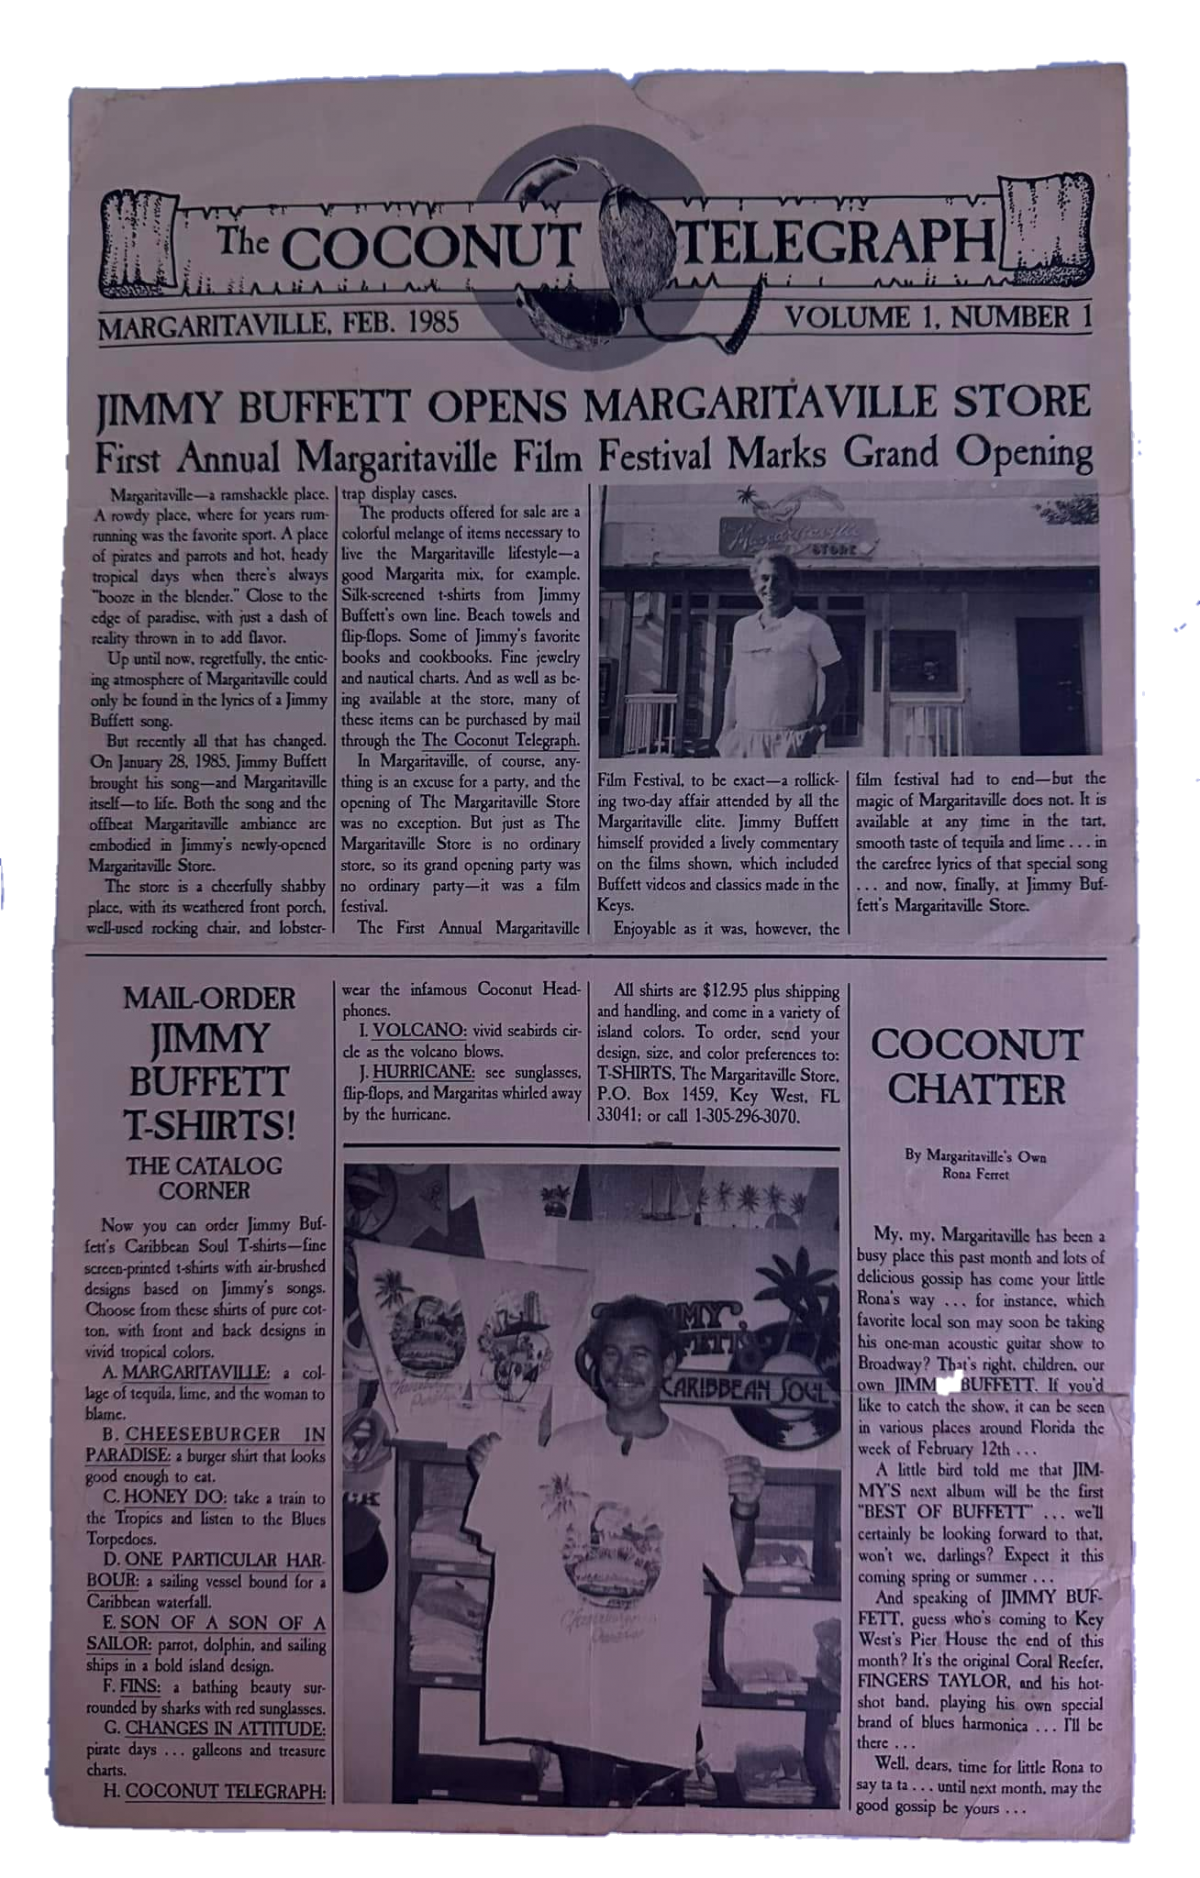 The COCONUT TELEGRAPH
MARGARITAVILLE, FEB. 1985
VOLUME 1, NUMBER 1
JIMMY BUFFETT OPENS MARGARITAVILLE STORE
First Annual Margaritaville Film Festival Marks Grand Opening
Margaritaville—a ramshackle place.
A rowdy place, where for years rum-
running was the favorite sport. A place
of pirates and parrots and hot, heady
tropical days when there's always
"booze in the blender." Close to the
edge of paradise, with just a dash of
reality thrown in to add flavor.
Up until now, regretfully, the entic-
ing atmosphere of Margaritaville could
only be found in the lyrics of a Jimmy
Buffett song.
But recently all that has changed.
On January 28, 1985, Jimmy Buffett
brought his song—and Margaritaville
itself—to life. Both the song and the
offbeat Margaritaville ambiance are
embodied in Jimmy's newly-opened
Margaritaville Store.
The store is a cheerfully shabby
place, with its weathered front porch,
well-used rocking chair, and lobster-
trap display cases.
The products offered for sale are a
colorful melange of items necessary to
live the Margaritaville lifestyle—a
good Margarita mix, for example.
Silk-screened t-shirts from Jimmy
Buffett's own line. Beach towels and
flip-flops. Some of Jimmy's favorite
books and cookbooks. Fine jewelry
and nautical charts. And as well as be-
ing available at the store, many of
these items can be purchased by mail
through the The Coconut Telegraph.
In Margaritaville, of course, any-
thing is an excuse for a party, and the
opening of The Margaritaville Store
was no exception. But just as The
Margaritaville Store is no ordinary
store, so its grand opening party was
no ordinary party—it was a film
festival.
The First Annual Margaritaville
Margaritaville
STORE
Film Festival, to be exact—a rollick-
ing two-day affair attended by all the
Margaritaville elite. Jimmy Buffett
himself provided a lively commentary
on the films shown, which included
Buffett videos and classics made in the
Keys.
Enjoyable as it was, however, the
film festival had to end—but the
magic of Margaritaville does not. It is
available at any time in the tart,
smooth taste of tequila and lime . . . in
the carefree lyrics of that special song
. . . and now, finally, at Jimmy Buf-
fett's Margaritaville Store.
MAIL-ORDER
JIMMY
BUFFETT
T-SHIRTS!
THE CATALOG
CORNER
Now you can order Jimmy Buf-
fett's Caribbean Soul T-shirts—fine
screen-printed t-shirts with air-brushed
designs based on Jimmy's songs.
Choose from these shirts of pure cot-
ton, with front and back designs in
vivid tropical colors.
A. MARGARITAVILLE: a col-
lage of tequila, lime, and the woman to
blame.
B. CHEESEBURGER IN
PARADISE: a burger shirt that looks
good enough to eat.
C. HONEY DO: take a train to
the Tropics and listen to the Blues
Torpedoes.
D. ONE PARTICULAR HAR-
BOUR: a sailing vessel bound for a
Caribbean waterfall.
E. SON OF A SON OF A
SAILOR: parrot, dolphin, and sailing
ships in a bold island design.
F. FINS: a bathing beauty sur-
rounded by sharks with red sunglasses.
G. CHANGES IN ATTITUDE:
pirate days . . . galleons and treasure
charts.
H. COCONUT TELEGRAPH:
wear the infamous Coconut Head-
phones.
I. VOLCANO: vivid seabirds cir-
cle as the volcano blows.
J. HURRICANE: see sunglasses,
flip-flops, and Margaritas whirled away
by the hurricane.
All shirts are $12.95 plus shipping
and handling, and come in a variety of
island colors. To order, send your
design, size, and color preferences to:
T-SHIRTS, The Margaritaville Store,
P.O. Box 1459, Key West, FL
33041; or call 1-305-296-3070.
CARIBBEAN SOUL
COCONUT
CHATTER
By Margaritaville's Own
Rona Ferret
My, my, Margaritaville has been a
busy place this past month and lots of
delicious gossip has come your little
Rona's way . . . for instance, which
favorite local son may soon be taking
his one-man acoustic guitar show to
Broadway? That's right, children, our
own JIMMY BUFFETT. If you'd
like to catch the show, it can be seen
in various places around Florida the
week of February 12th . . .
A little bird told me that JIM-
MY'S next album will be the first
"BEST OF BUFFETT" . . . we'll
certainly be looking forward to that,
won't we, darlings? Expect it this
coming spring or summer . . .
And speaking of JIMMY BUF-
FETT, guess who's coming to Key
West's Pier House the end of this
month? It's the original Coral Reefer,
FINGERS TAYLOR, and his hot-
shot band, playing his own special
brand of blues harmonica . . . I'll be
there . . .
Well, dears, time for little Rona to
say ta ta . . . until next month, may the
good gossip be yours . . .